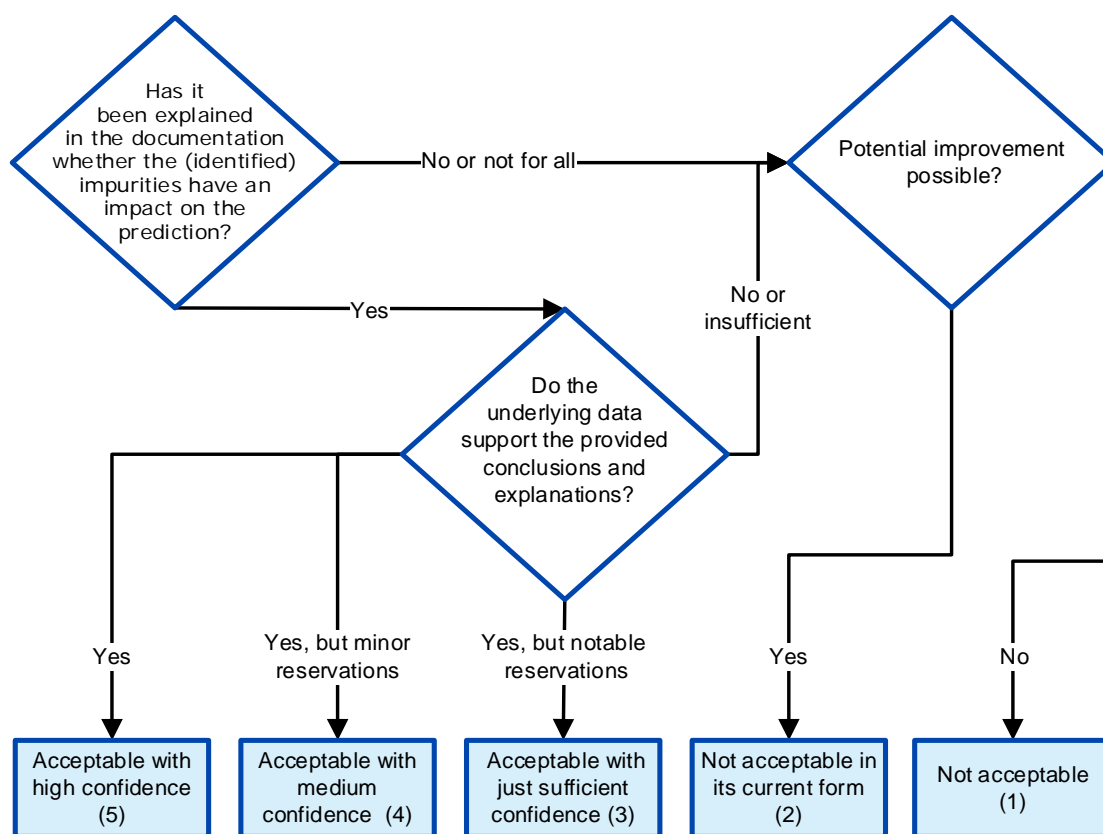 Has it
been explained
in the documentation
whether the (identified)
impurities have an
impact on the
prediction?
No or not for all
Potential improvement
possible?
Yes
No or
insufficient
Do the
underlying data
support the provided
conclusions and
explanations?
Yes
Yes, but minor
reservations
Yes, but notable
reservations
Yes
No
Acceptable with
high confidence
(5)
Acceptable with
medium
confidence (4)
Acceptable with
just sufficient
confidence (3)
Not acceptable in
its current form
(2)
Not acceptable
(1)